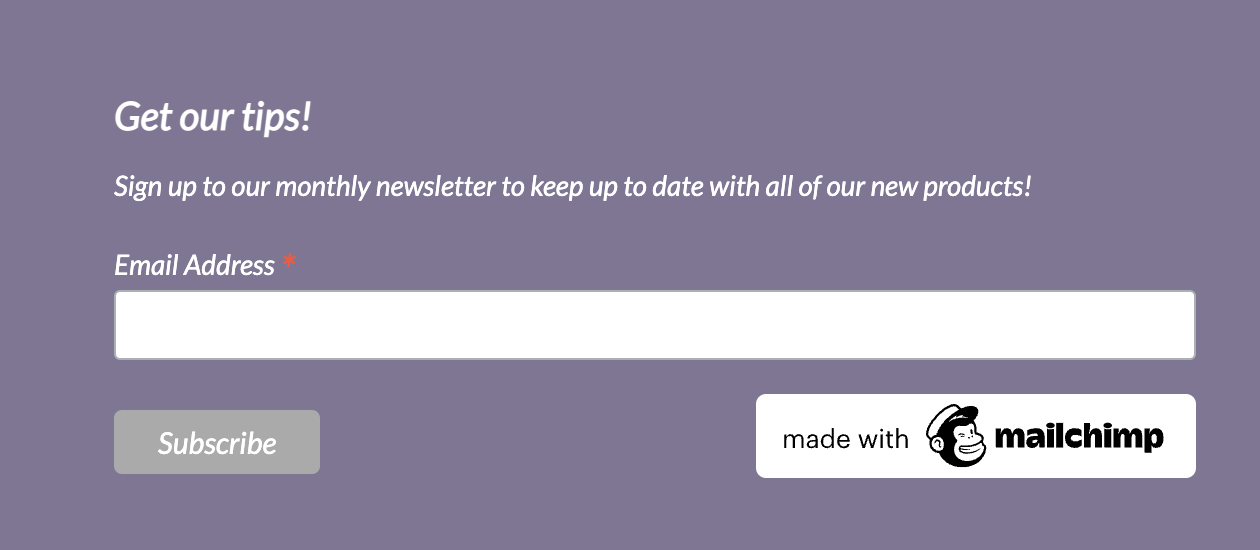 Get our tips!
Sign up to our monthly newsletter to keep up to date with all of our new products!
Email Address *
Subscribe
made with mailchimp